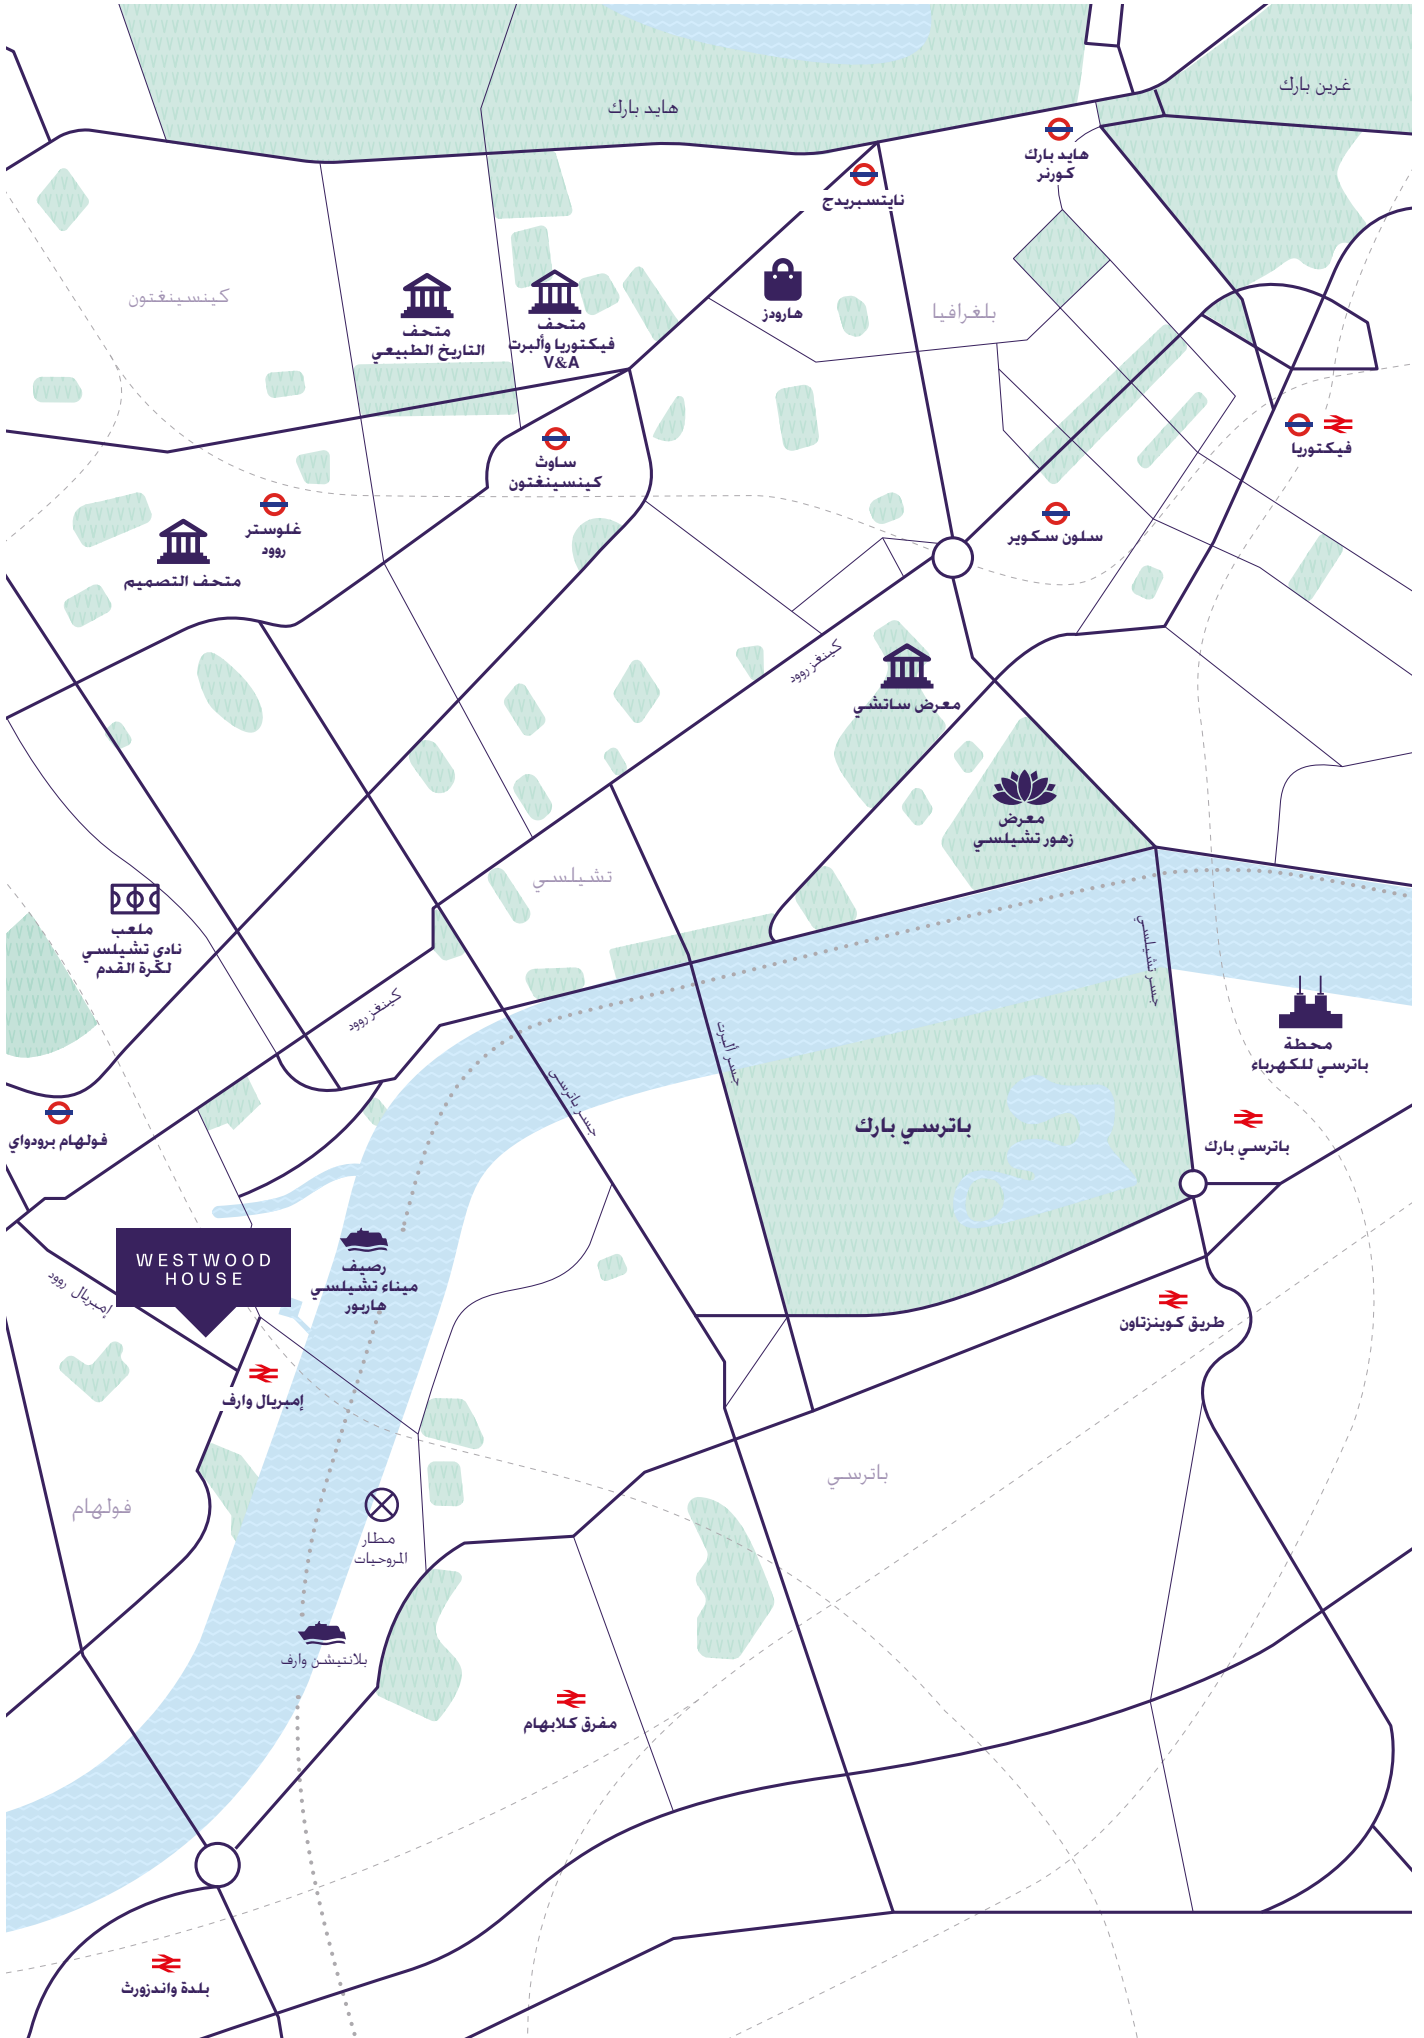 غرين بارك
هايد بارك
هايد بارك
كورنر
نايتسبريدج
كينسينغتون
متحف
التاريخ الطبيعي
متحف
فيكتوريا وألبرت
V&A
هارودز
بلغرافيا
فيكتوريا
ساوث
كينسينغتون
غلوستر
روود
متحف التصميم
سلون سكوير
كينغز روود
معرض ساتشي
معرض
زهور تشيلسي
تشيلسي
ملعب
نادي تشيلسي
لكرة القدم
كينغز روود
جسر تشيلسي
جسر ألبرت
جسر باترسي
محطة
باترسي للكهرباء
باترسي بارك
باترسي بارك
فولهام برودواي
WESTWOOD
HOUSE
إمبريال روود
رصيف
ميناء تشيلسي
هاربور
طريق كوينزتاون
إمبريال وارف
باترسي
فولهام
مطار
المروحيات
بلانتيشن وارف
مفرق كلابهام
بلدة واندزورث